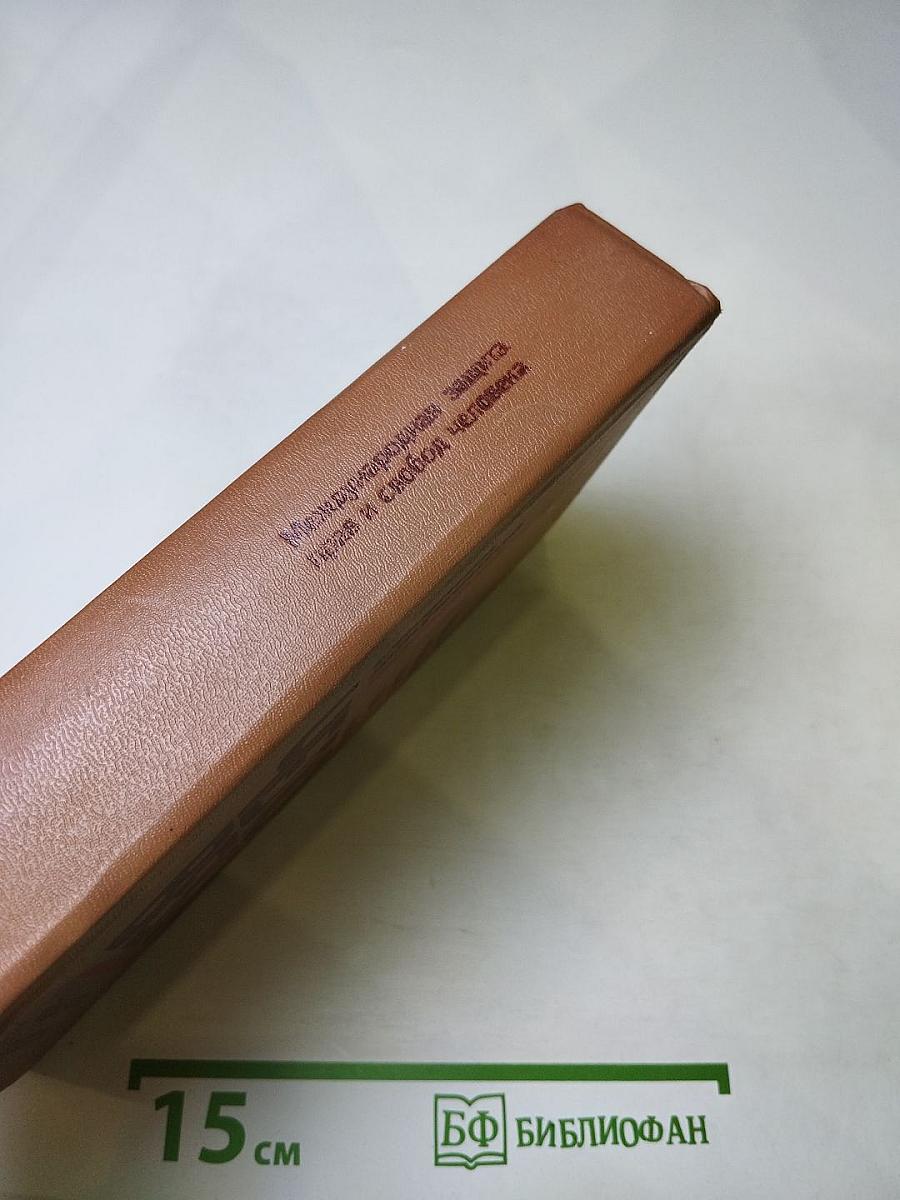 Международная защита
прав и свобод человека
15 см
БФ БИБЛИОФАН